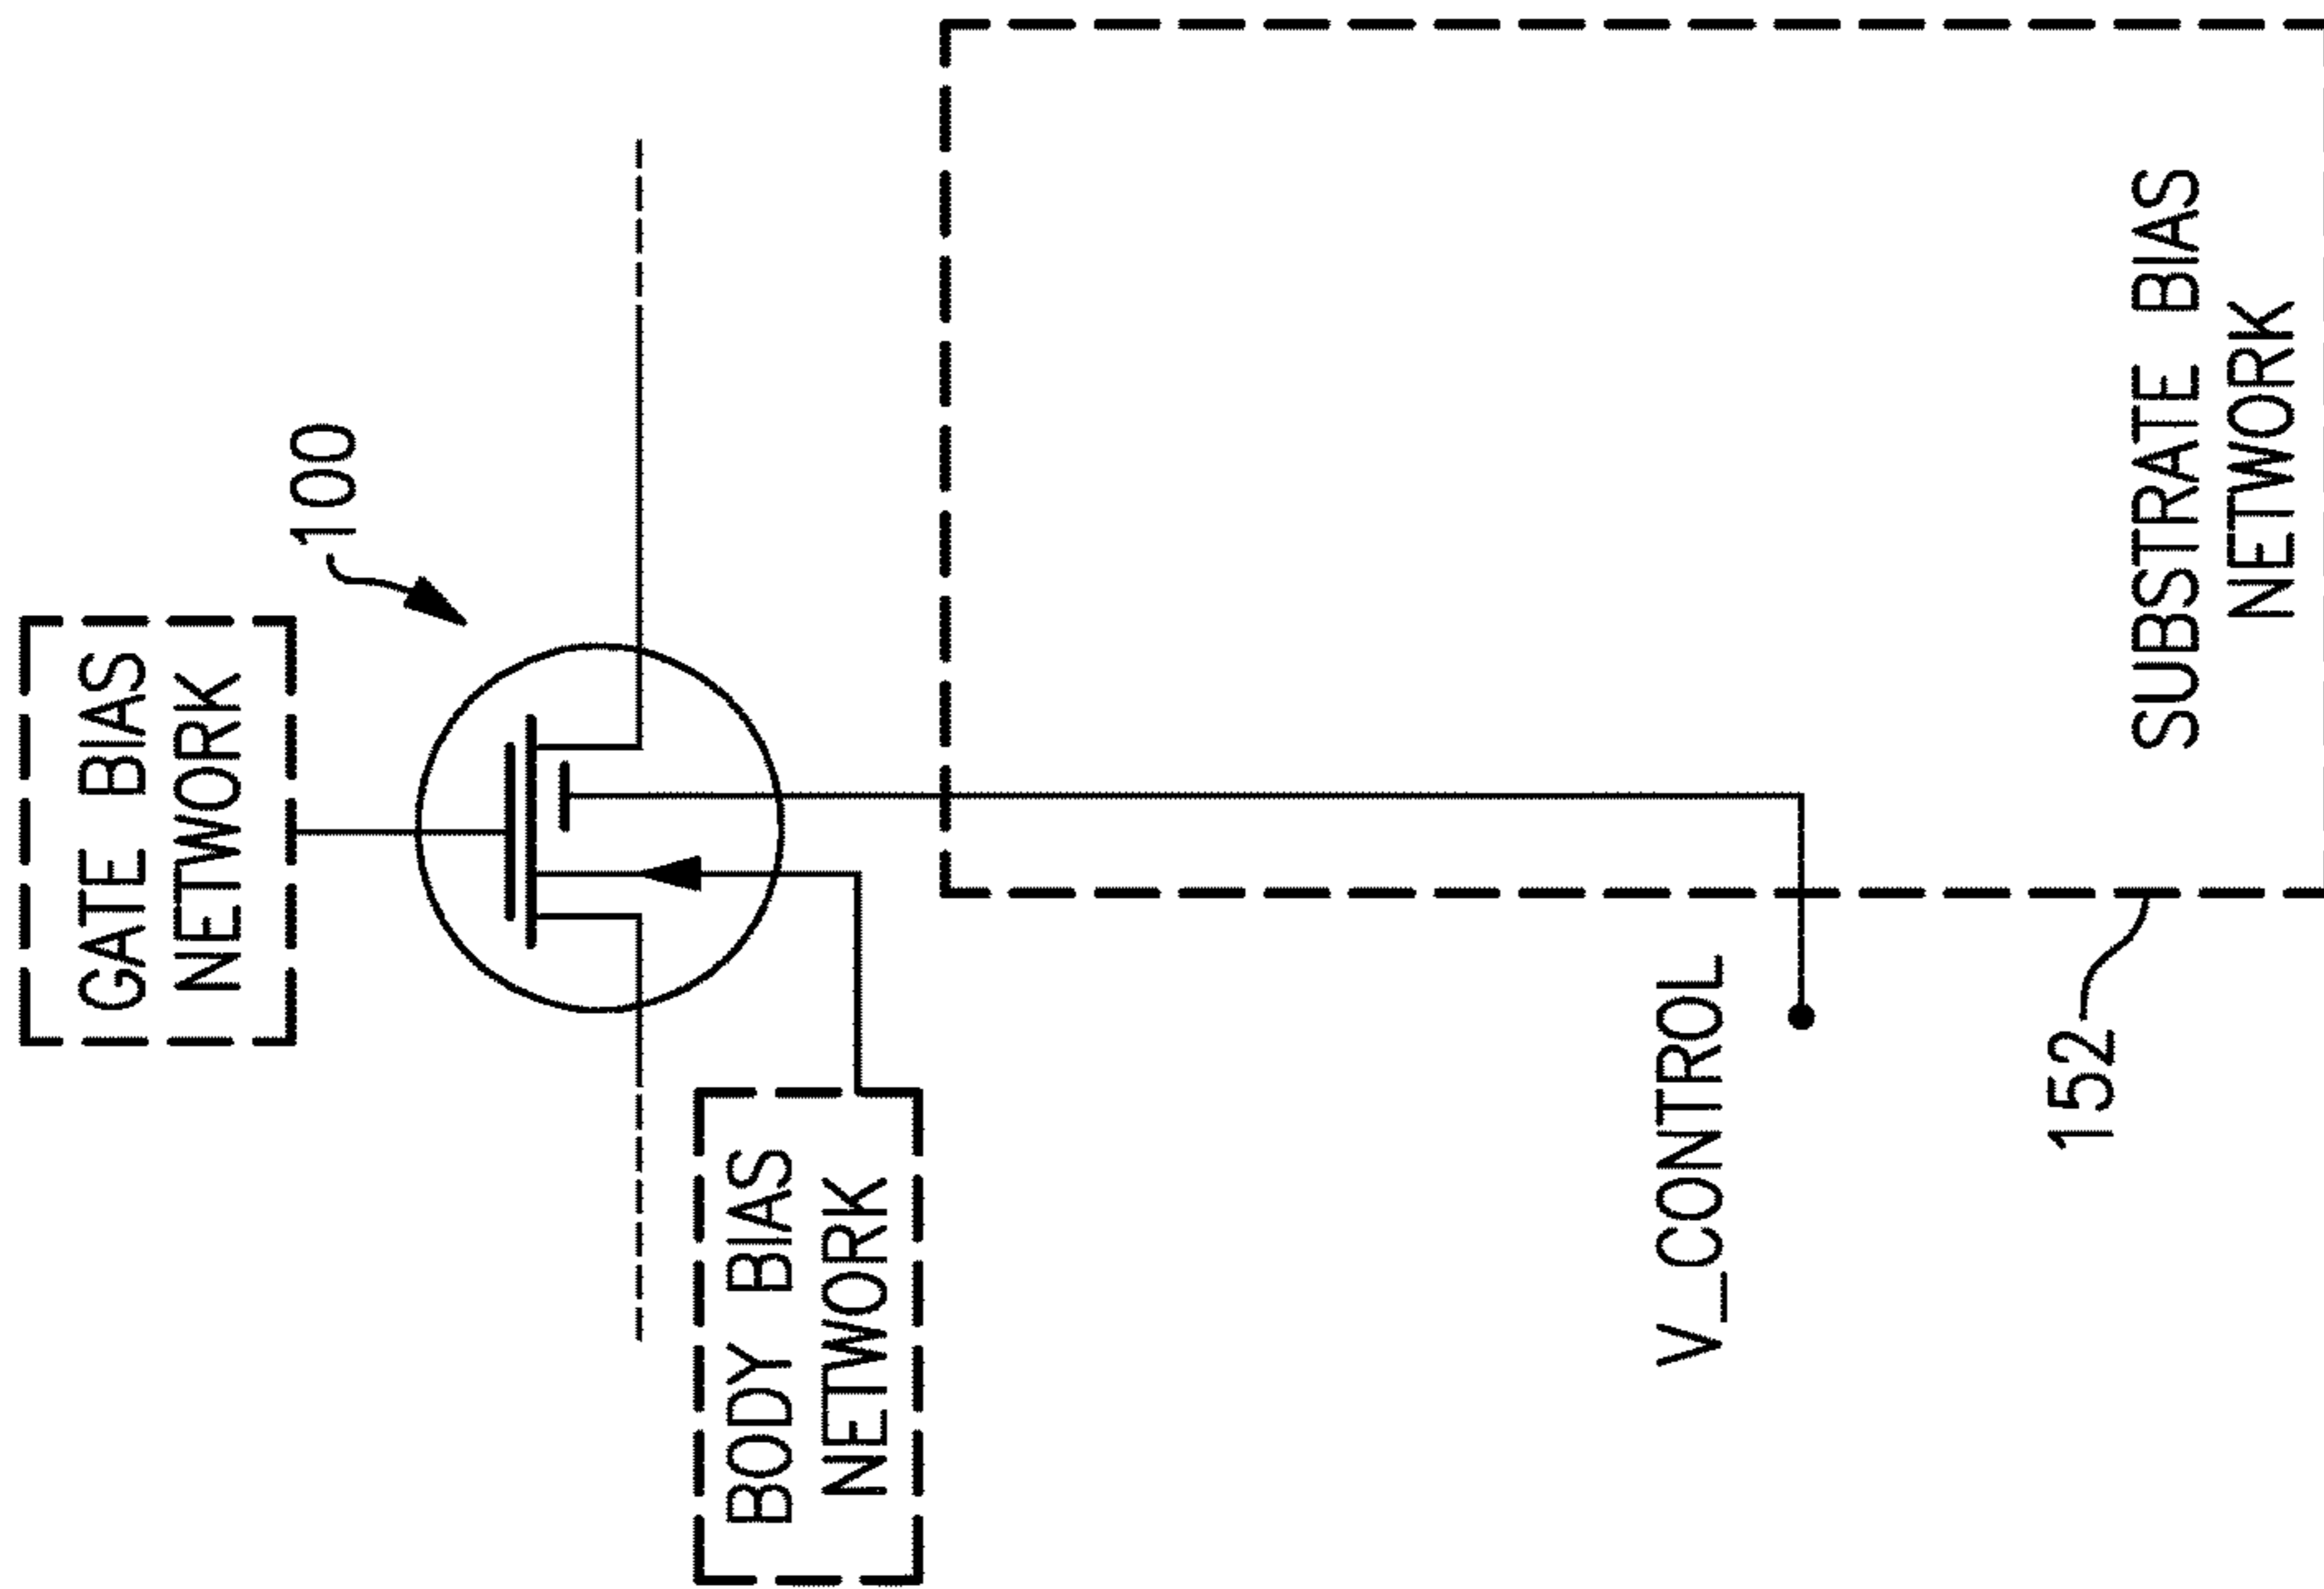 GATE BIAS
NETWORK
100
BODY BIAS
NETWORK
V_CONTROL
152
SUBSTRATE BIAS
NETWORK